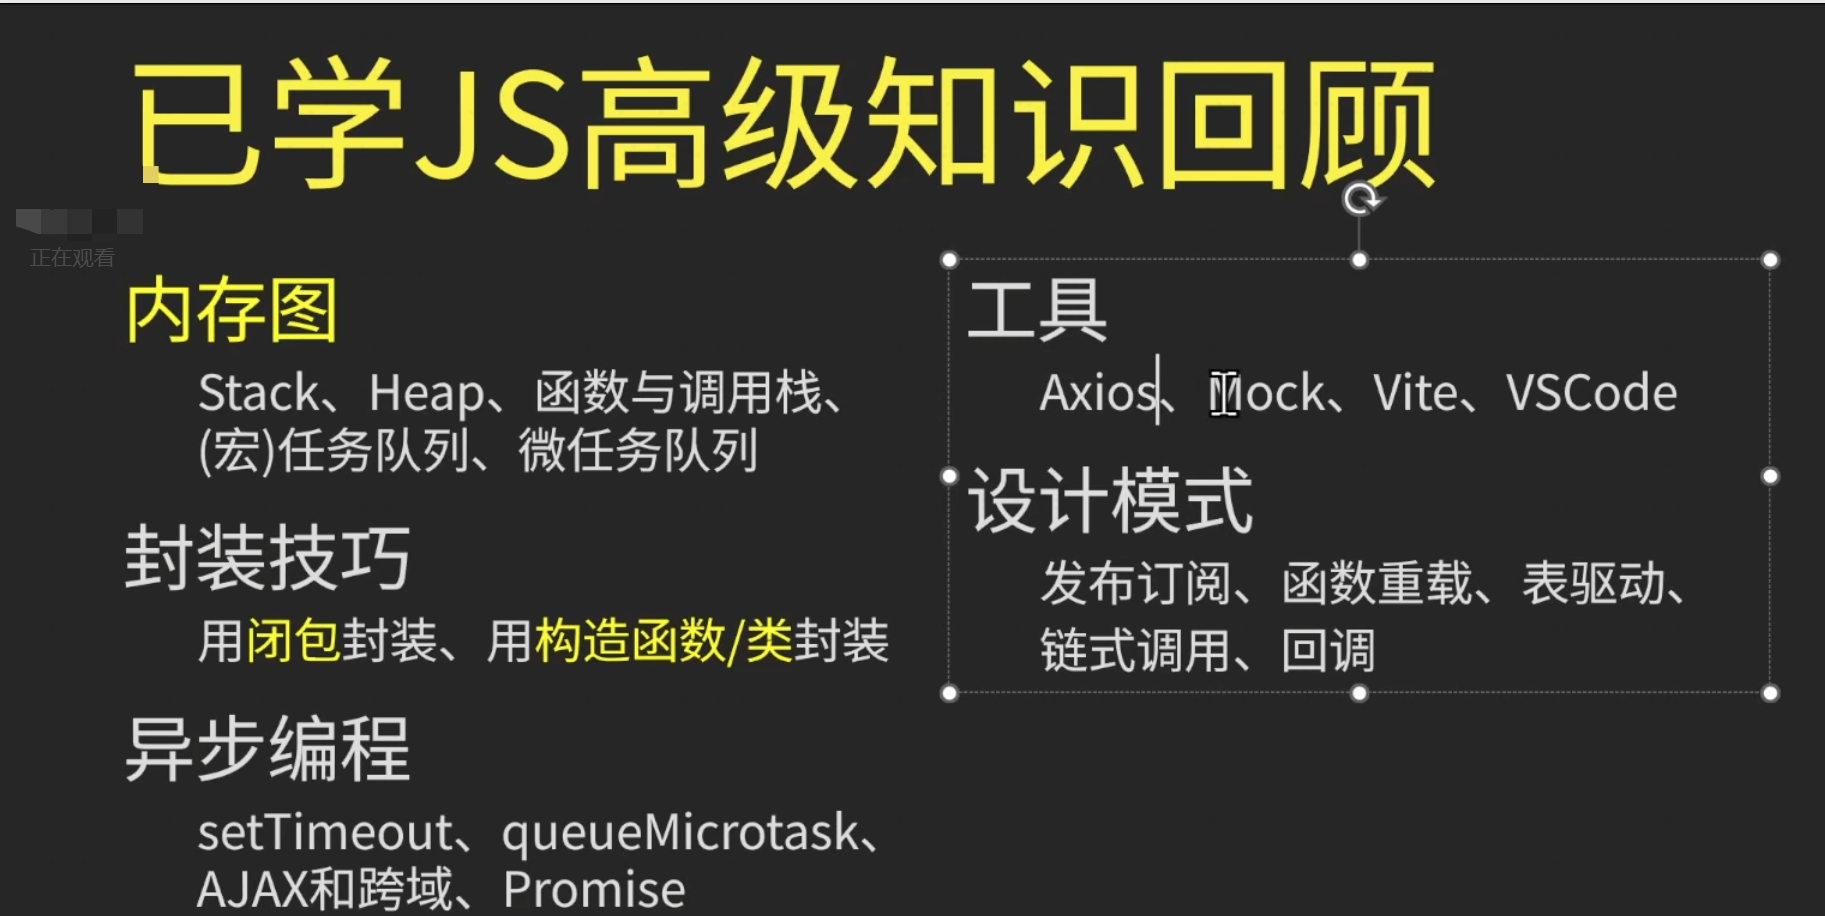 已学JS高级知识回顾
正在观看
内存图
Stack、Heap、函数与调用栈、
(宏)任务队列、微任务队列
封装技巧
用闭包封装、用构造函数/类封装
异步编程
setTimeout、queueMicrotask、
AJAX和跨域、Promise
工具
Axios、Mock、Vite、VSCode
设计模式
发布订阅、函数重载、表驱动、
链式调用、回调